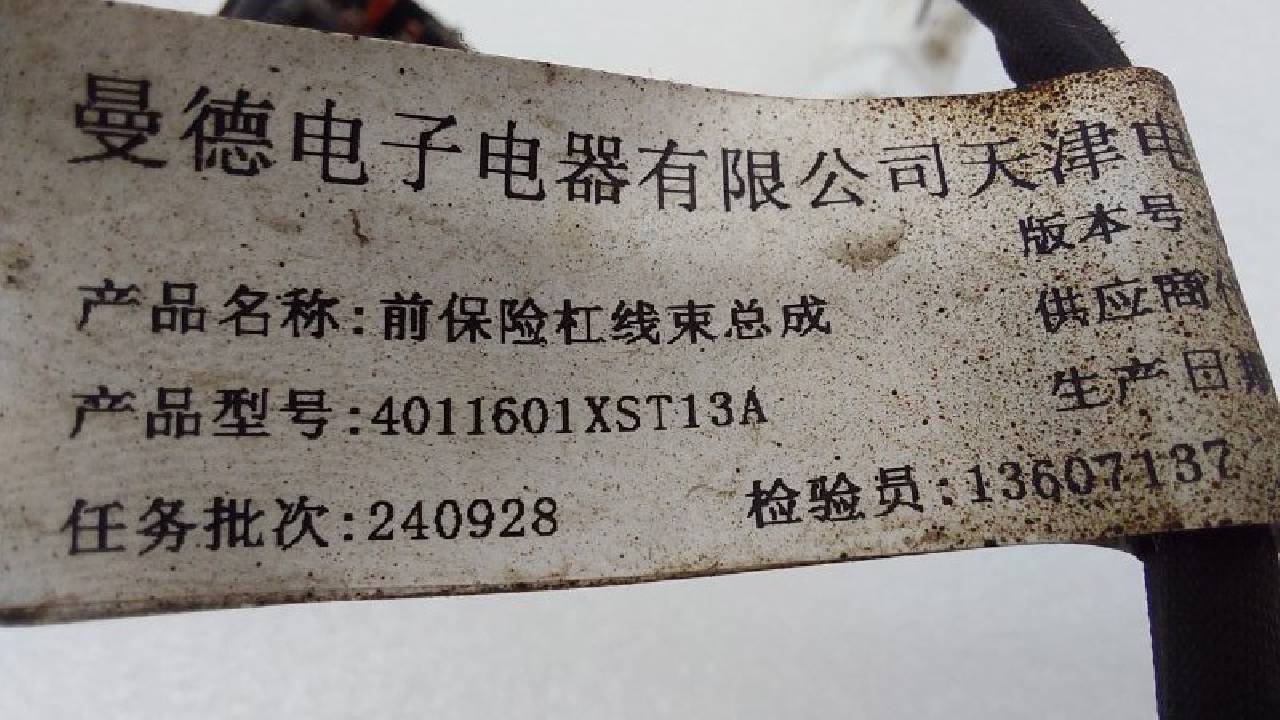 曼德电子电器有限公司天津电
版本号
产品名称:前保险杠线束总成
供应商
产品型号:4011601XST13A
生产日期
任务批次:240928
检验员:13607137